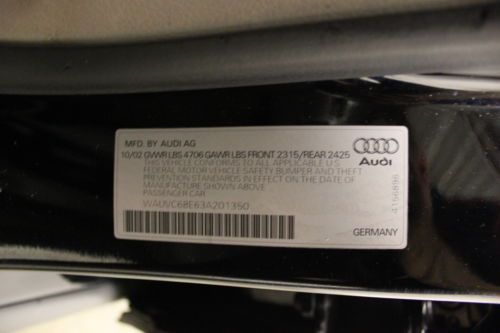 MFD. BY AUDI AG
10/02 GVWR LBS 4706 GAWR LBS FRONT 2315/REAR 2425
THIS VEHICLE CONFORMS TO ALL APPLICABLE U.S.
FEDERAL MOTOR VEHICLE SAFETY, BUMPER AND THEFT
PREVENTION STANDARDS IN EFFECT ON THE DATE OF
MANUFACTURE SHOWN ABOVE.
PASSENGER CAR
WAUVC68E63A201350
Audi
4166896
GERMANY